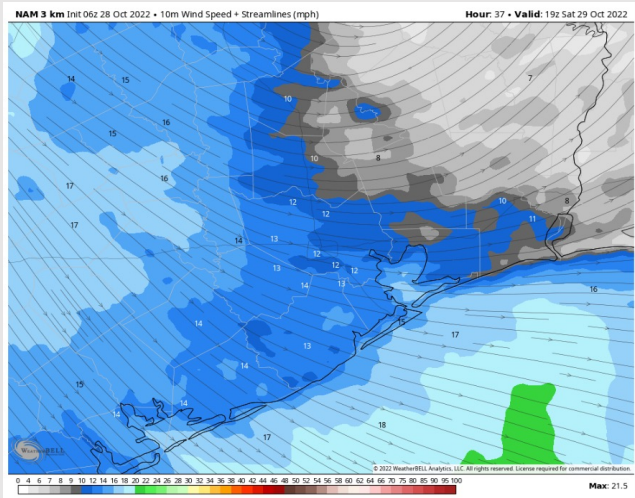 NAM 3 km Init 06z 28 Oct 2022 • 10m Wind Speed + Streamlines (mph)
Hour: 37 • Valid: 19z Sat 29 Oct 2022
14 15 7
10
15 16
10 8
16
17
12 10 8
12 11
17
14 13
12
13 12 12
14 13 16
14 15 17
13
14
15
14 14
18
17
WEATHERBELL
© 2022 WeatherBELL Analytics, LLC. All rights reserved. License required for commercial distribution.
0 4 6 7 8 9 10 12 14 16 18 20 22 24 26 28 30 32 34 36 38 40 42 44 46 48 50 52 54 56 58 60 62 64 66 70 75 80 85 90 95 100
Max: 21.5